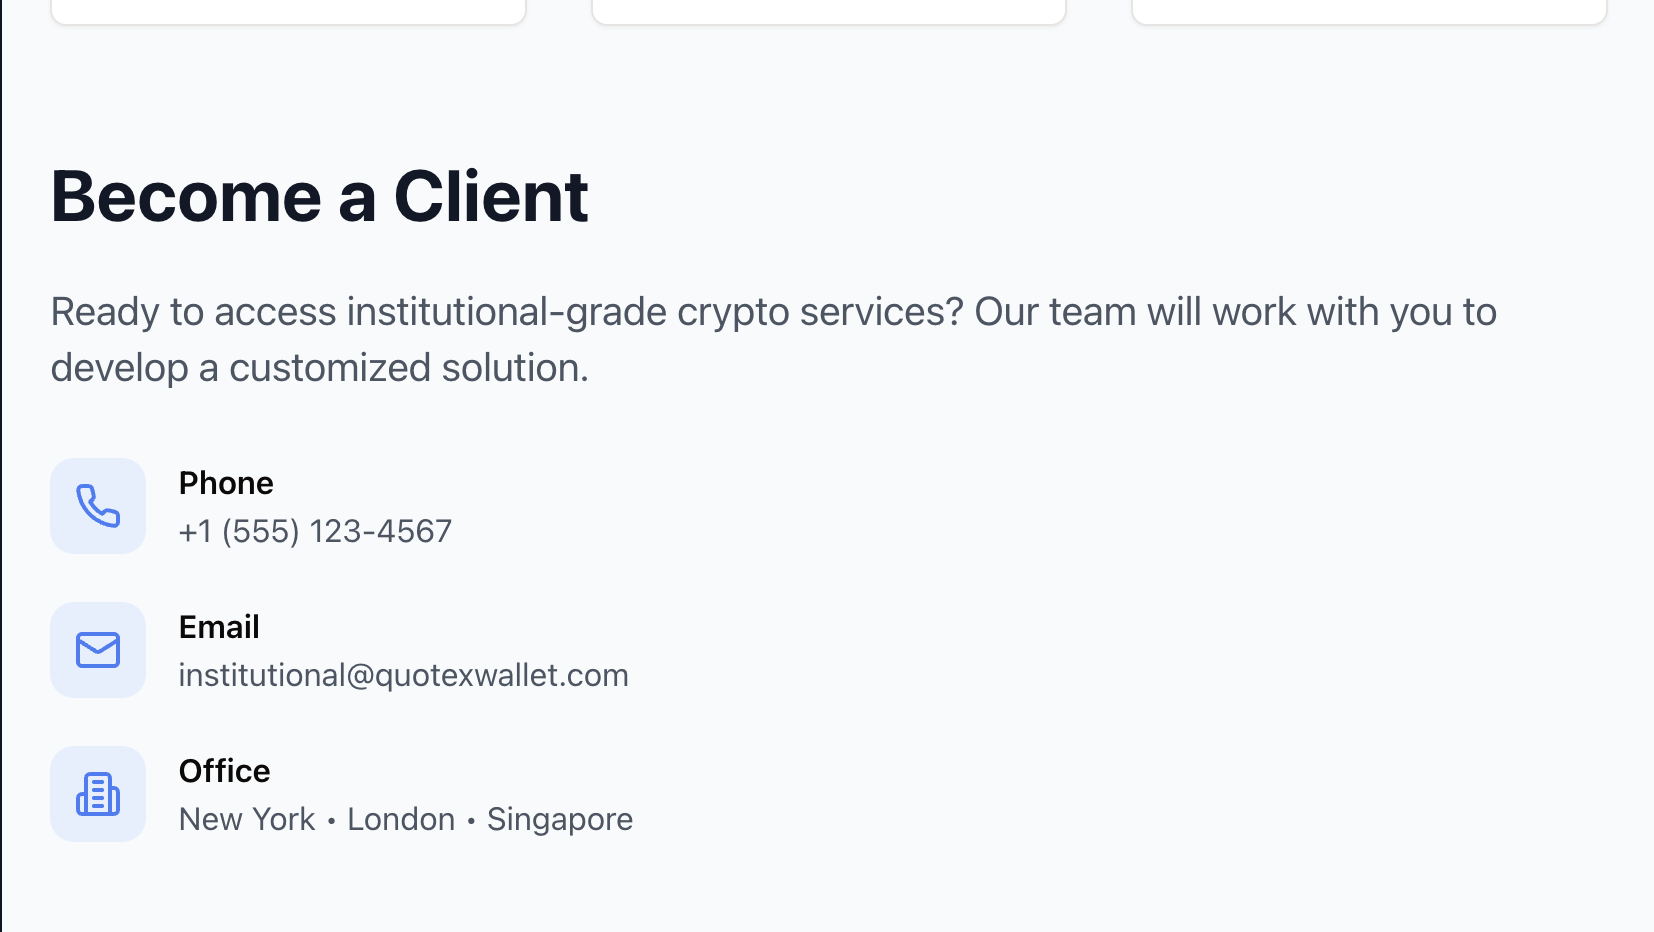 Become a Client
Ready to access institutional-grade crypto services? Our team will work with you to
develop a customized solution.
Phone
+1 (555) 123-4567
Email
institutional@quotexwallet.com
Office
New York • London • Singapore